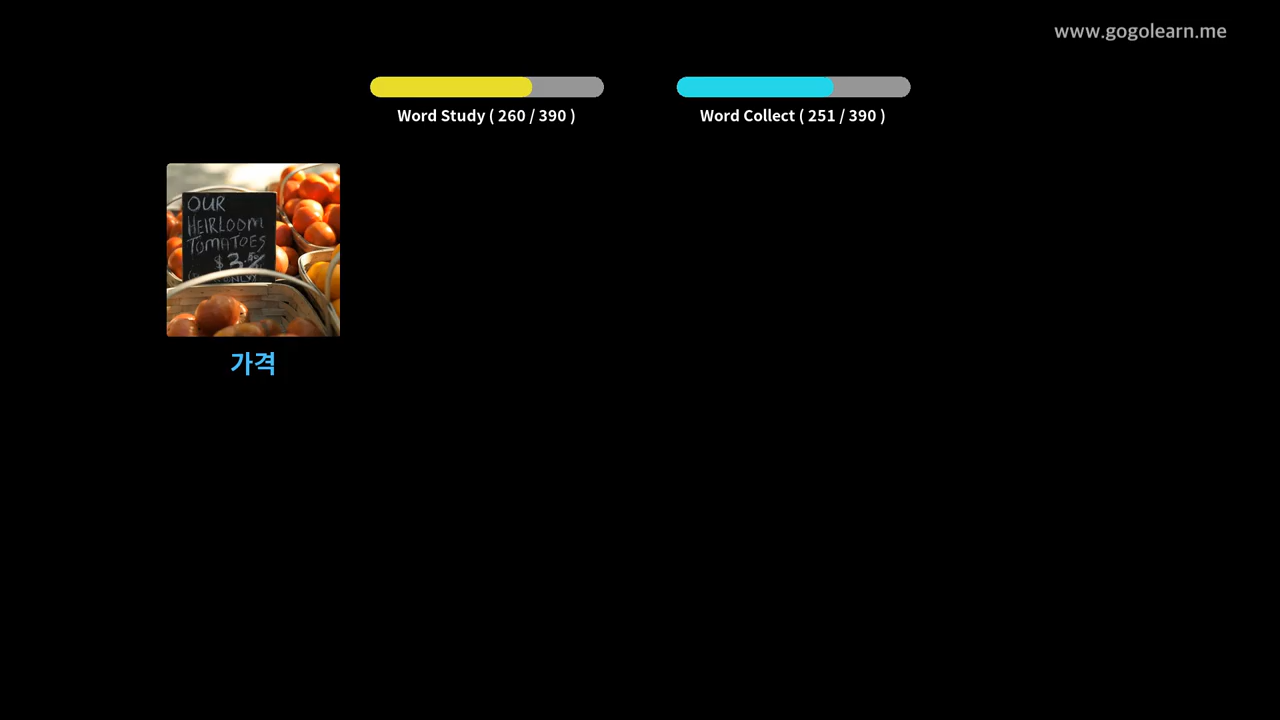 www.gogolearn.me
Word Study ( 260 / 390 )
Word Collect ( 251 / 390 )
OUR
HEIRLOOM
TOMATOES
가격